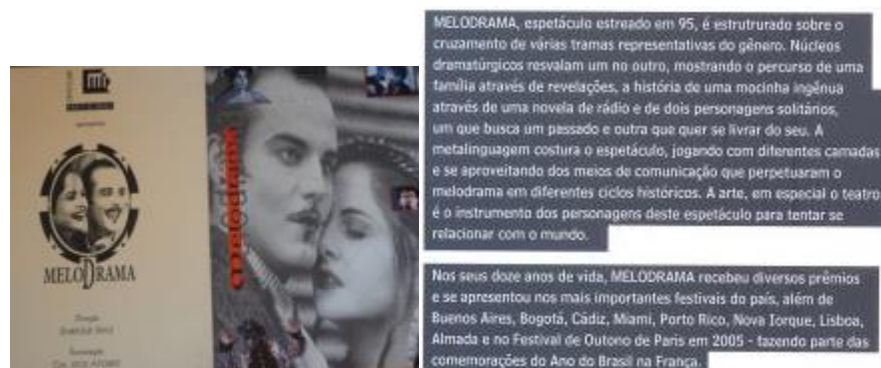 MELODRAMA
melodrama
MELODRAMA, espetáculo estreado em 95, é estrutrurado sobre o
cruzamento de várias tramas representativas do gênero. Núcleos
dramatúrgicos resvalam um no outro, mostrando o percurso de uma
família através de revelações, a história de uma mocinha ingênua
através de uma novela de rádio e de dois personagens solitários,
um que busca um passado e outra que quer se livrar do seu. A
metalinguagem costura o espetáculo, jogando com diferentes camadas
e se aproveitando dos meios de comunicação que perpetuaram o
melodrama em diferentes ciclos históricos. A arte, em especial o teatro
é o instrumento dos personagens deste espetáculo para tentar se
relacionar com o mundo.
Nos seus doze anos de vida, MELODRAMA recebeu diversos prêmios
e se apresentou nos mais importantes festivais do país, além de
Buenos Aires, Bogotá, Cádiz, Miami, Porto Rico, Nova Iorque, Lisboa,
Almada e no Festival de Outono de Paris em 2005 - fazendo parte das
comemorações do Ano do Brasil na França.